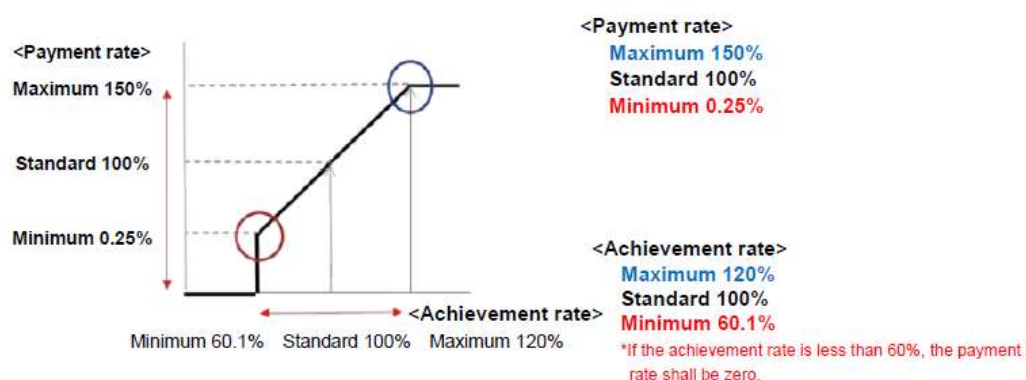 <Payment rate>
Maximum 150%
Standard 100%
Minimum 0.25%
<Achievement rate>
Minimum 60.1% Standard 100% Maximum 120%
<Payment rate>
Maximum 150%
Standard 100%
Minimum 0.25%
<Achievement rate>
Maximum 120%
Standard 100%
Minimum 60.1%
*If the achievement rate is less than 60%, the payment
rate shall be zero.